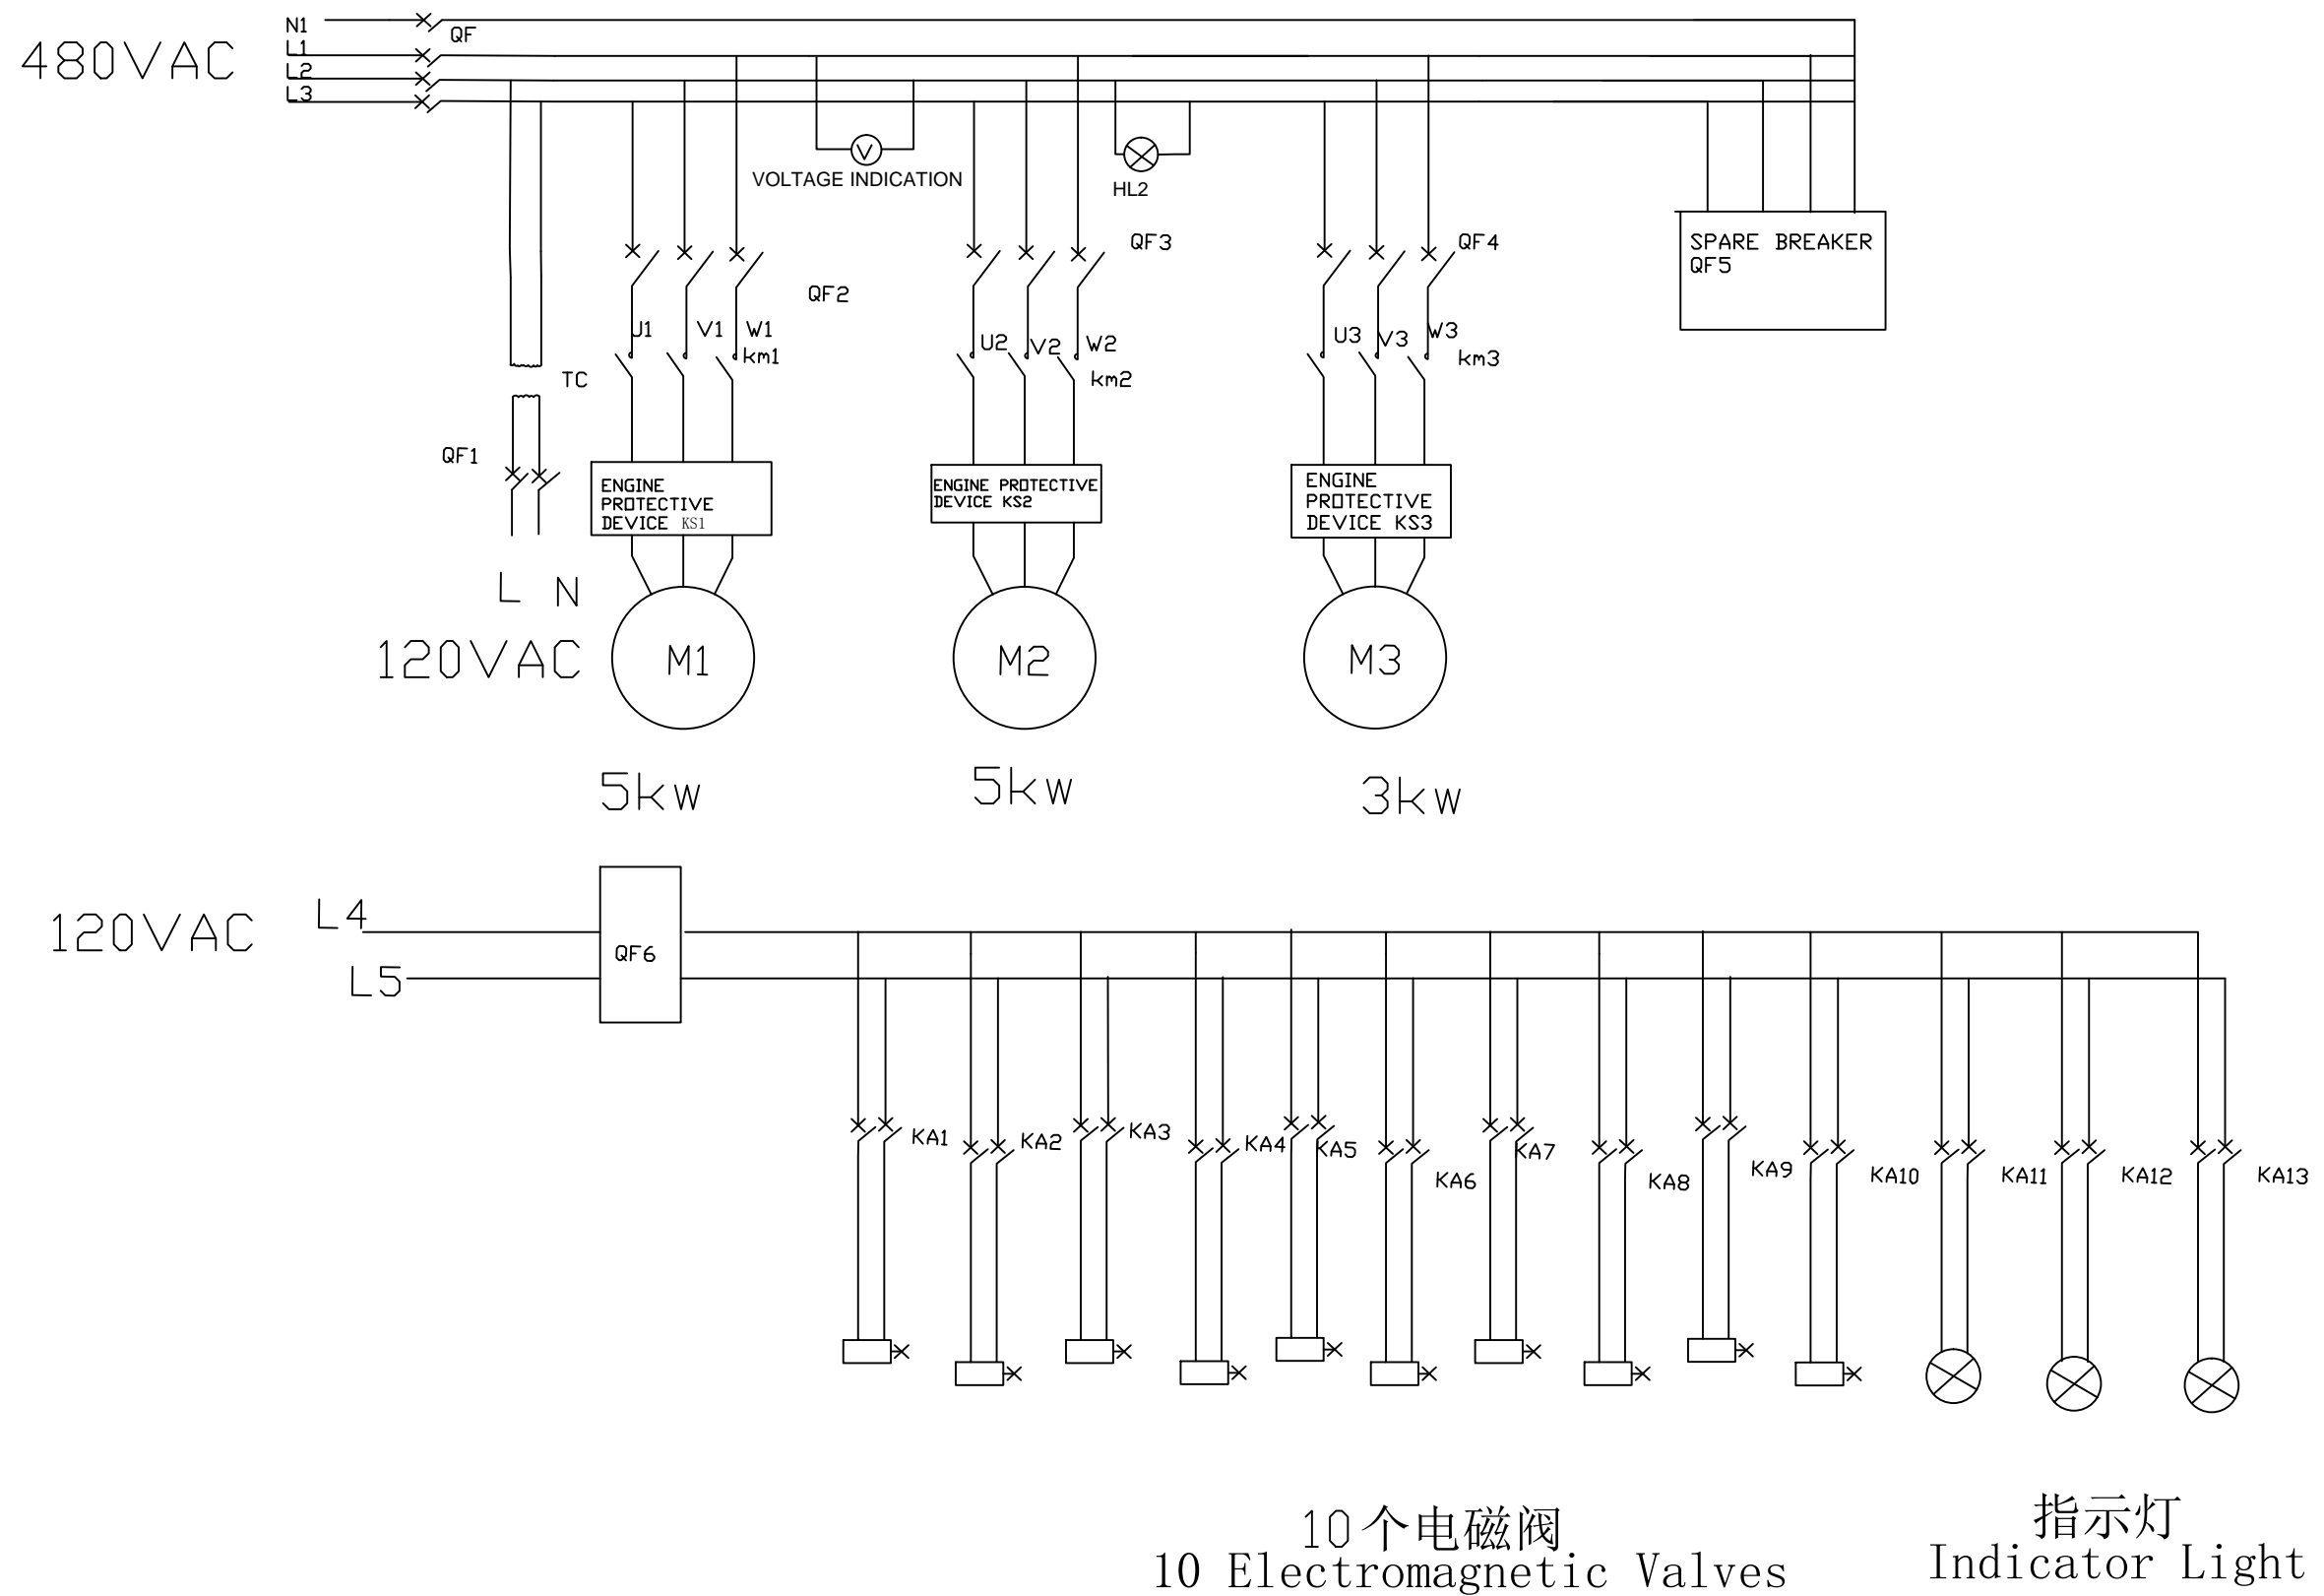 N1
480VAC
L1
L2
L3
QF
VOLTAGE INDICATION
HL2
QF2
QF3
QF4
SPARE BREAKER
QF5
U1
V1
W1
km1
U2
V2
W2
km2
U3
V3
W3
km3
TC
QF1
ENGINE
PROTECTIVE
DEVICE KS1
ENGINE PROTECTIVE
DEVICE KS2
ENGINE
PROTECTIVE
DEVICE KS3
L N
120VAC
M1
M2
M3
5kw
5kw
3kw
120VAC
L4
L5
QF6
KA1
KA2
KA3
KA4
KA5
KA6
KA7
KA8
KA9
KA10
KA11
KA12
KA13
10个电磁阀
10 Electromagnetic Valves
指示灯
Indicator Light
V